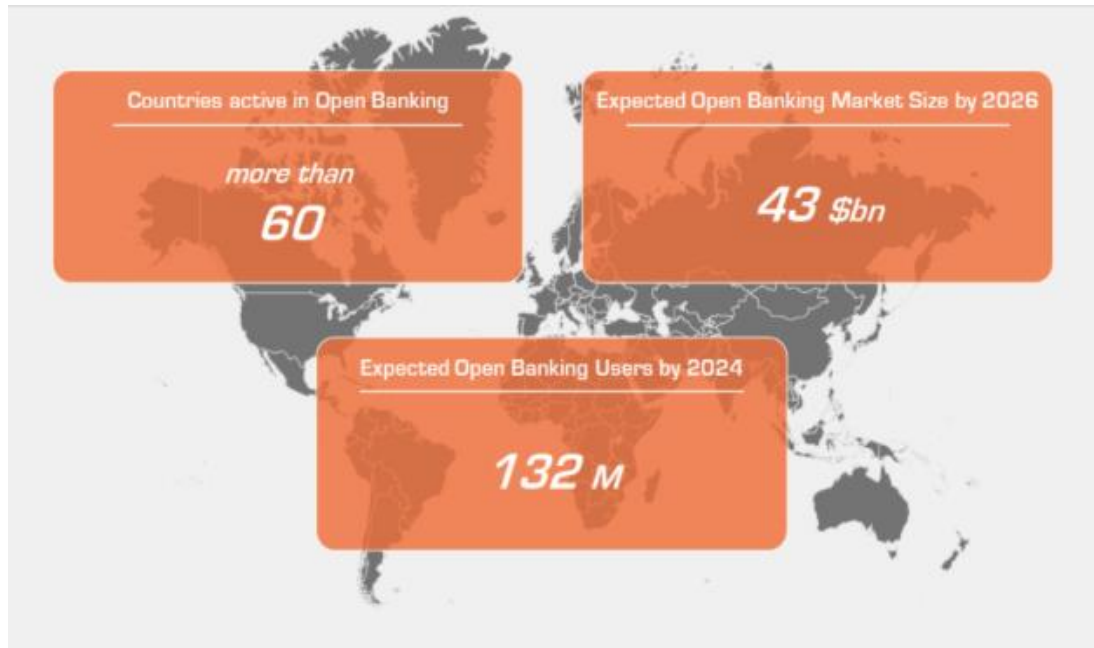 Countries active in Open Banking
more than
60
Expected Open Banking Market Size by 2026
43 $bn
Expected Open Banking Users by 2024
132 M